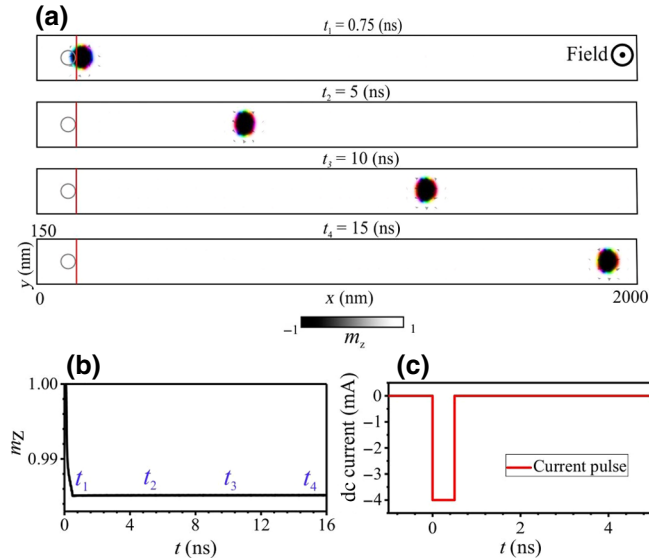 (a)
t₁ = 0.75 (ns)
Field
t₂ = 5 (ns)
t₃ = 10 (ns)
t₄ = 15 (ns)
150
y (nm)
0
x (nm)
2000
−1
1
m_z
(b)
1.00
0.99
m_Z
t₁
t₂
t₃
t₄
0 4 8 12 16
t (ns)
(c)
0
−1
−2
−3
−4
dc current (mA)
Current pulse
0 2 4
t (ns)